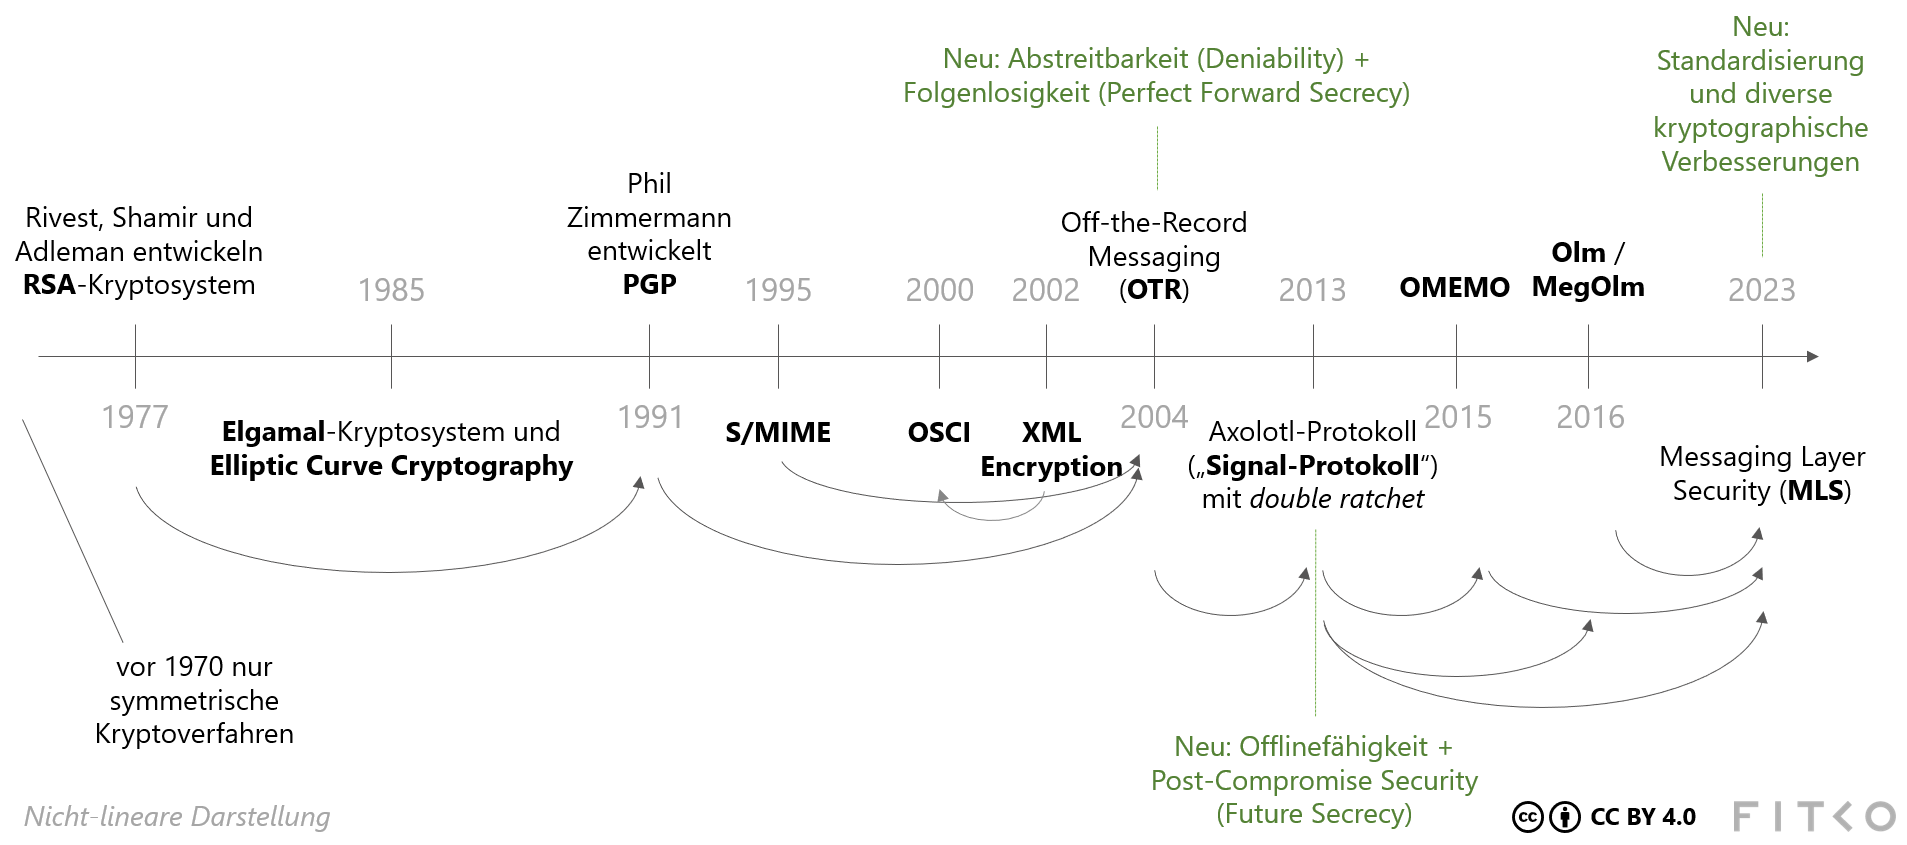 Neu: Abstreitbarkeit (Deniability) +
Folgenlosigkeit (Perfect Forward Secrecy)
Neu:
Standardisierung
und diverse
kryptographische
Verbesserungen
Rivest, Shamir und
Adleman entwickeln
RSA-Kryptosystem
1985
Phil
Zimmermann
entwickelt
PGP
1995
2000
2002
Off-the-Record
Messaging
(OTR)
2013
OMEMO
Olm /
MegOlm
2023
1977
Elgamal-Kryptosystem und
Elliptic Curve Cryptography
1991
S/MIME
OSCI
XML
Encryption
2004
Axolotl-Protokoll
(„Signal-Protokoll“)
mit double ratchet
2015
2016
Messaging Layer
Security (MLS)
vor 1970 nur
symmetrische
Kryptoverfahren
Neu: Offlinefähigkeit +
Post-Compromise Security
(Future Secrecy)
Nicht-lineare Darstellung
cc CC BY 4.0
FITKO